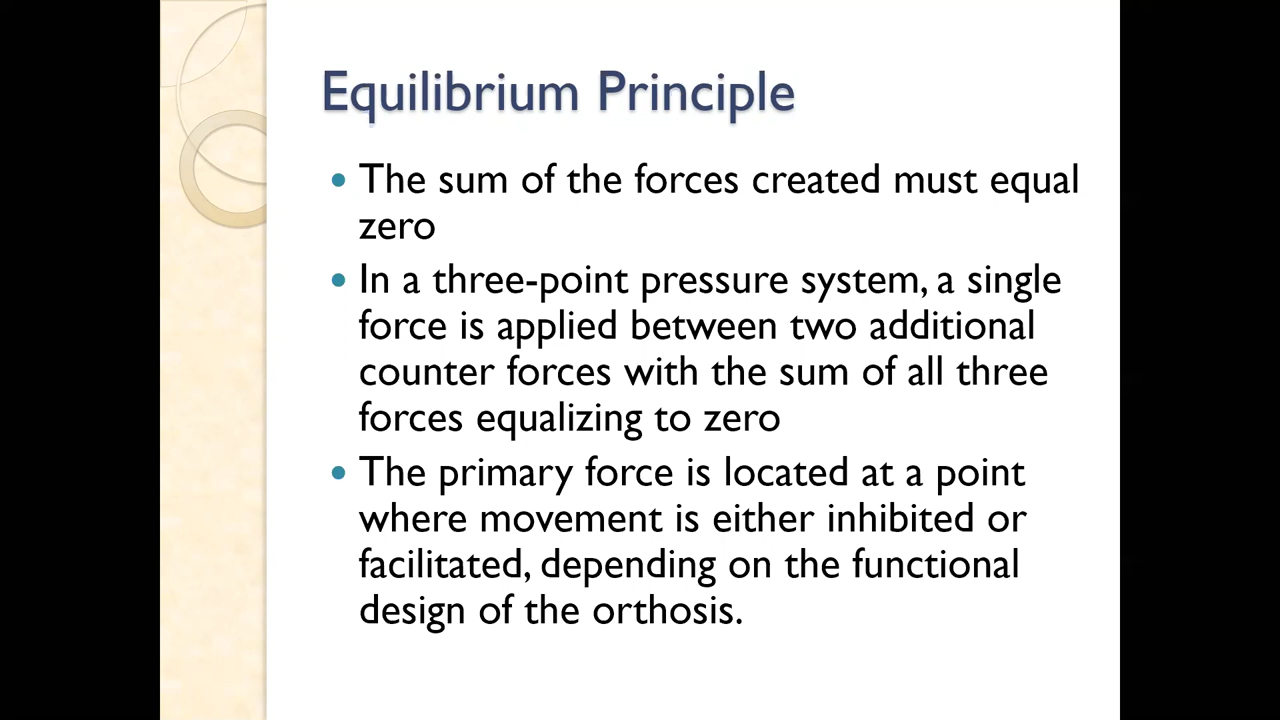 Equilibrium Principle
• The sum of the forces created must equal
zero
• In a three-point pressure system, a single
force is applied between two additional
counter forces with the sum of all three
forces equalizing to zero
• The primary force is located at a point
where movement is either inhibited or
facilitated, depending on the functional
design of the orthosis.